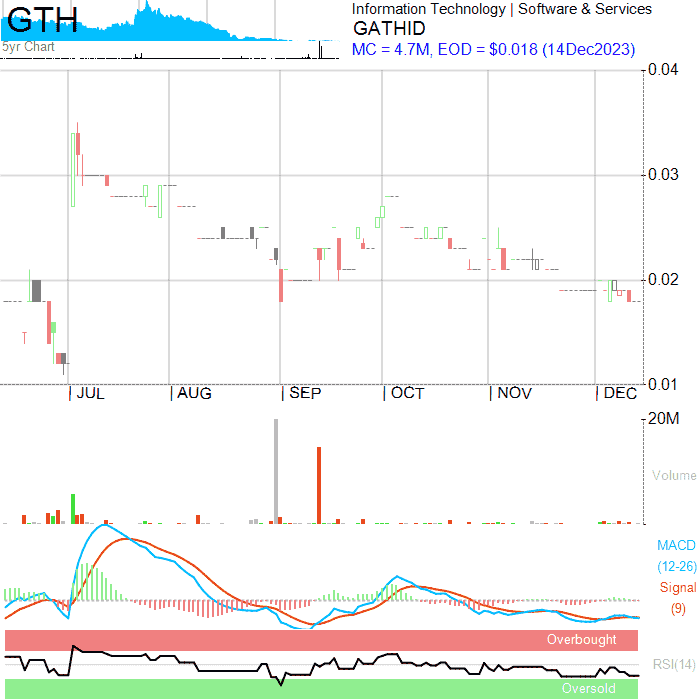 GTH
5yr Chart
Information Technology | Software & Services
GATHID
MC = 4.7M, EOD = $0.018 (14Dec2023)
0.04
0.03
0.02
0.01
| JUL | AUG | SEP | OCT | NOV | DEC
20M
Volume
MACD
(12-26)
Signal
(9)
Overbought
RSI(14)
Oversold